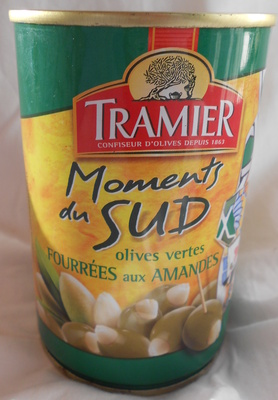 TRAMIER
CONFISEUR D'OLIVES DEPUIS 1863
Moments
du SUD
olives vertes
FOURRÉES AUX AMANDES